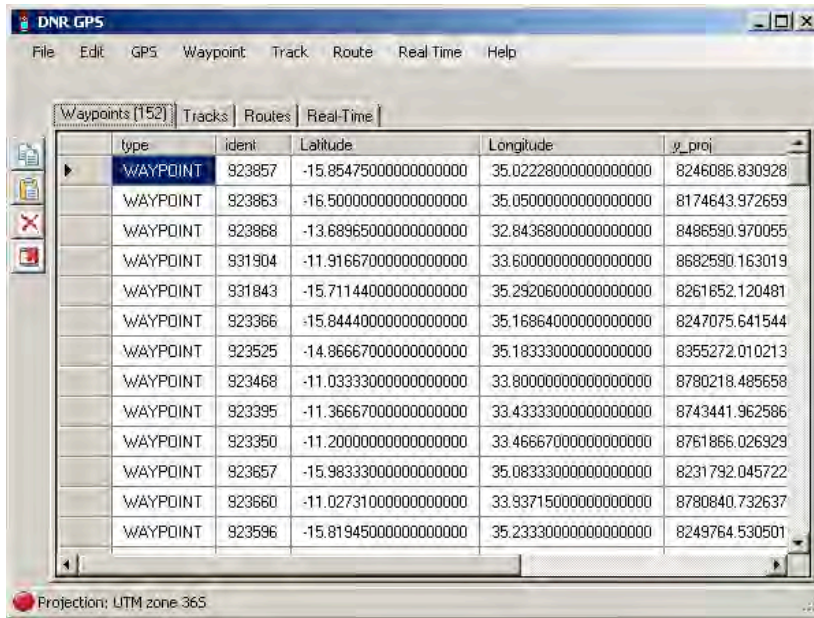 DNR GPS
File Edit GPS Waypoint Track Route Real Time Help
Waypoints (152) Tracks Routes Real-Time
type ident Latitude Longitude y_proj
WAYPOINT 923857 -15.85475000000000000 35.02228000000000000 8246086.830928
WAYPOINT 923863 -16.50000000000000000 35.05000000000000000 8174643.972659
WAYPOINT 923868 -13.68965000000000000 32.84368000000000000 8486590.970055
WAYPOINT 931904 -11.91667000000000000 33.60000000000000000 8682590.163019
WAYPOINT 931843 -15.71144000000000000 35.29206000000000000 8261652.120481
WAYPOINT 923366 -15.84440000000000000 35.16864000000000000 8247075.641544
WAYPOINT 923525 -14.86667000000000000 35.18333000000000000 8355272.010213
WAYPOINT 923468 -11.03333000000000000 33.80000000000000000 8780218.485658
WAYPOINT 923395 -11.36667000000000000 33.43333000000000000 8743441.962586
WAYPOINT 923350 -11.20000000000000000 33.46667000000000000 8761866.026929
WAYPOINT 923657 -15.98333000000000000 35.08333000000000000 8231792.045722
WAYPOINT 923660 -11.02731000000000000 33.93715000000000000 8780840.732637
WAYPOINT 923596 -15.81945000000000000 35.23330000000000000 8249764.530501
Projection: UTM zone 36S